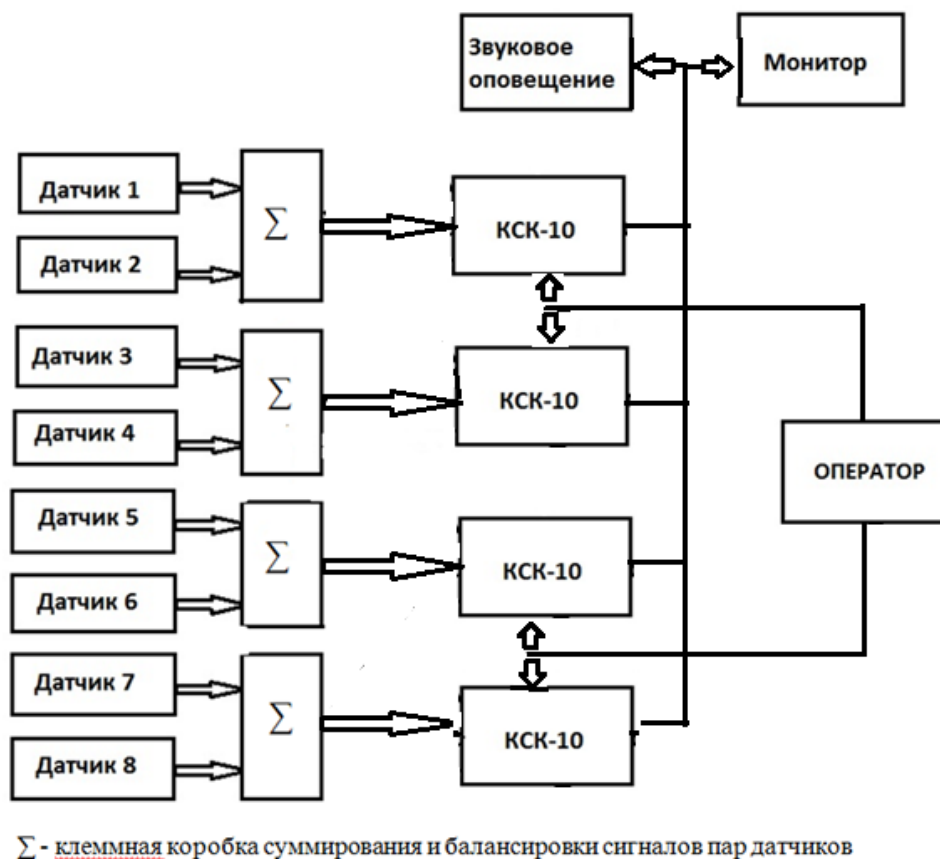 Звуковое
оповещение
Монитор
Датчик 1
∑
КСК-10
Датчик 2
Датчик 3
∑
КСК-10
Датчик 4
ОПЕРАТОР
Датчик 5
∑
КСК-10
Датчик 6
Датчик 7
∑
КСК-10
Датчик 8
∑ - клеммная коробка суммирования и балансировки сигналов пар датчиков